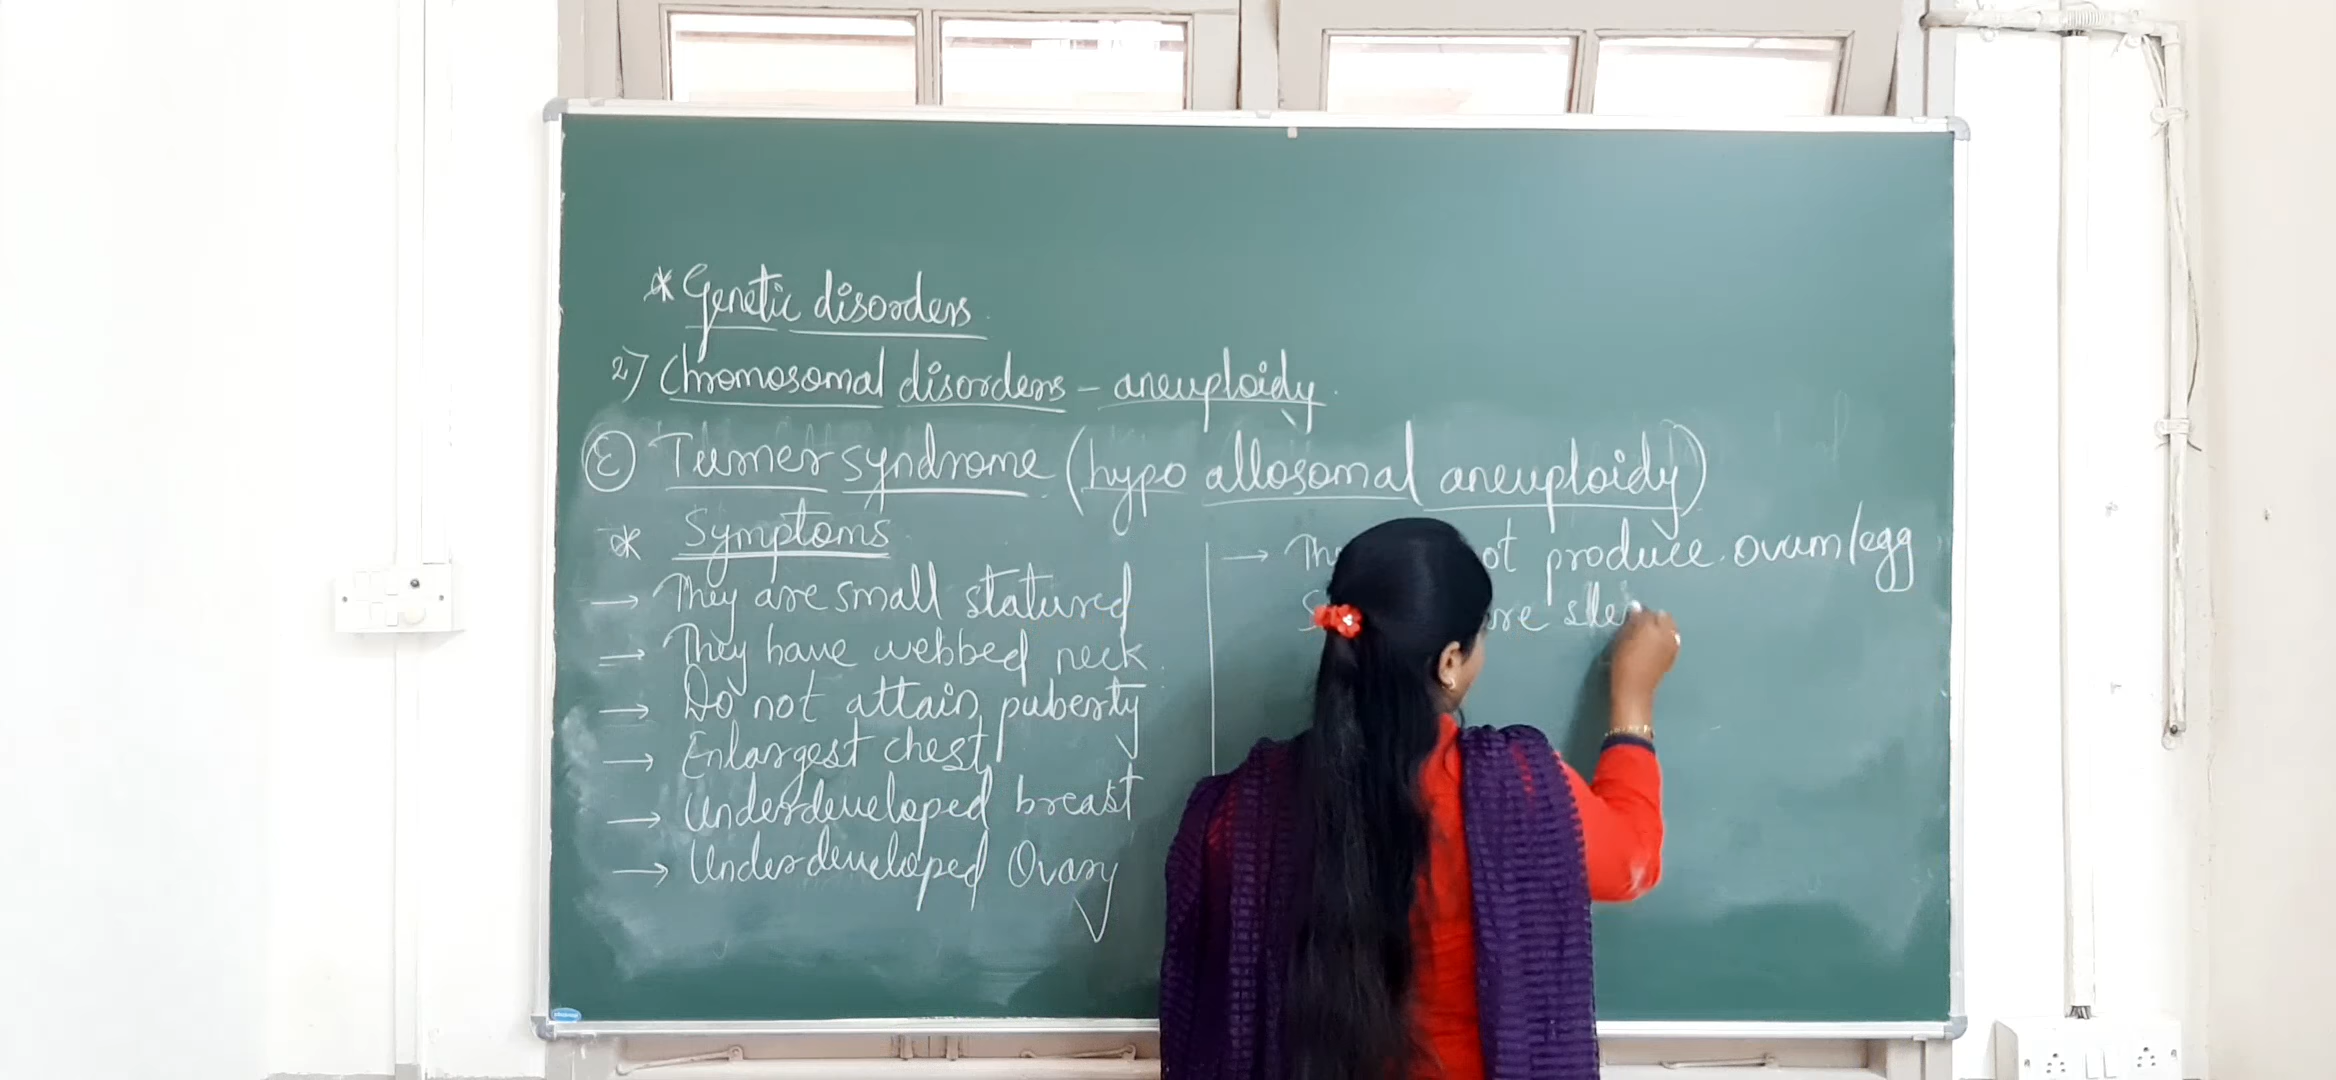 * Genetic disorders.
2) Chromosomal disorders - aneuploidy.
Ⓔ Turner syndrome (hypo allosomal aneuploidy)
* Symptoms
→ They are small statured
→ They have webbed neck.
→ Do not attain puberty
→ Enlargest chest
→ Underdeveloped breast
→ Underdeveloped Ovary
→ produce ovum/egg